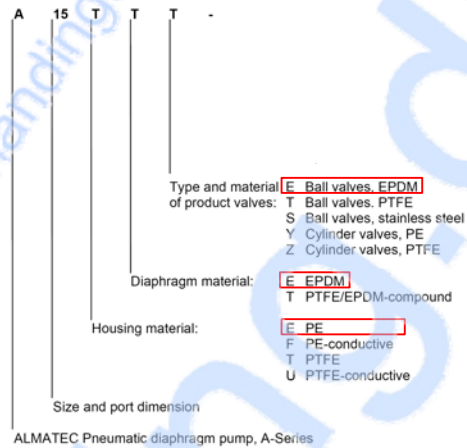 A 15 T T T -
Type and material E Ball valves, EPDM
of product valves: T Ball valves, PTFE
S Ball valves, stainless steel
Y Cylinder valves, PE
Z Cylinder valves, PTFE
Diaphragm material: E EPDM
T PTFE/EPDM-compound
Housing material: E PE
F PE-conductive
T PTFE
U PTFE-conductive
Size and port dimension
ALMATEC Pneumatic diaphragm pump, A-Series